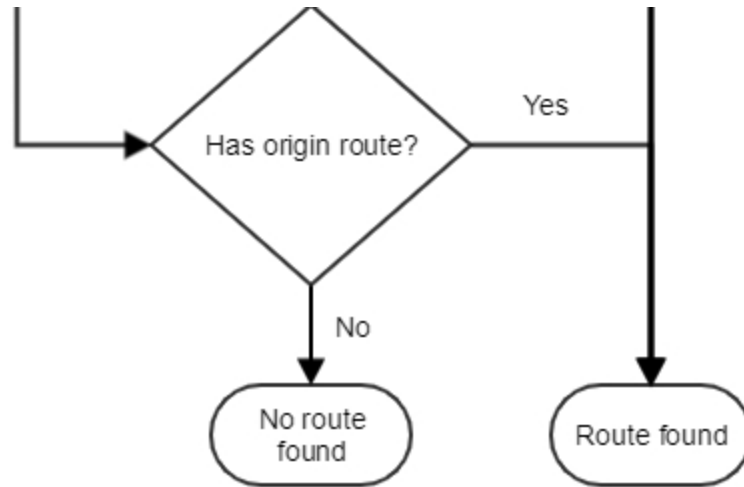 Yes
Has origin route?
No
No route
found
Route found